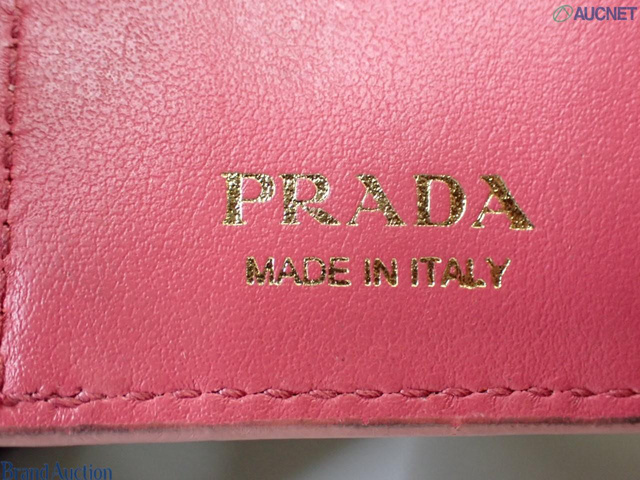 AUCNET
PRADA
MADE IN ITALY
Brand Auction